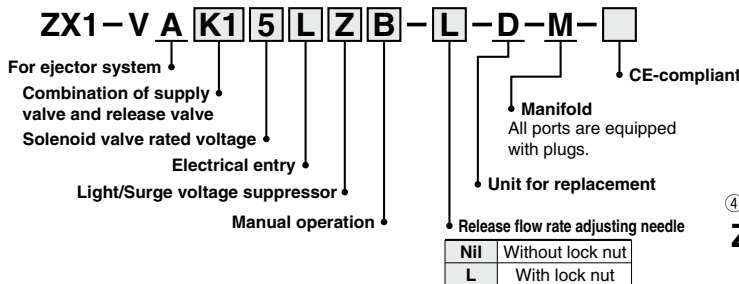 ZX1-V A K1 5 L Z B - L - D - M -
For ejector system
CE-compliant
Combination of supply
valve and release valve
Manifold
All ports are equipped
with plugs.
Solenoid valve rated voltage
Electrical entry
Unit for replacement
Light/Surge voltage suppressor
Manual operation
Release flow rate adjusting needle
Nil Without lock nut
L With lock nut
④